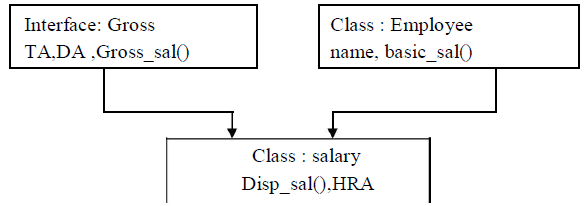 Interface: Gross
TA,DA ,Gross_sal()
Class : Employee
name, basic_sal()
Class : salary
Disp_sal(),HRA